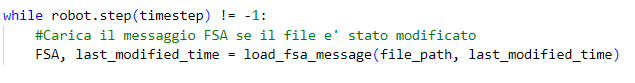 while robot.step(timestep) != -1:
    #Carica il messaggio FSA se il file e' stato modificato
    FSA, last_modified_time = load_fsa_message(file_path, last_modified_time)